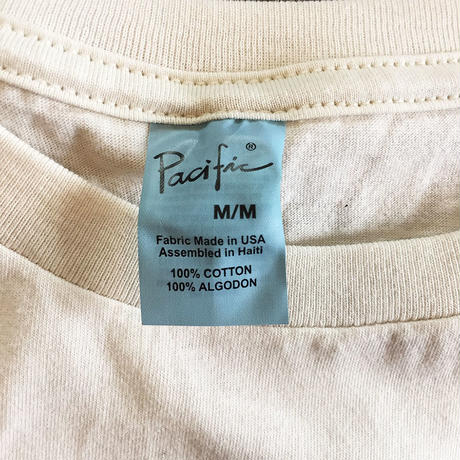 Pacific®
M/M
Fabric Made in USA
Assembled in Haiti
100% COTTON
100% ALGODON